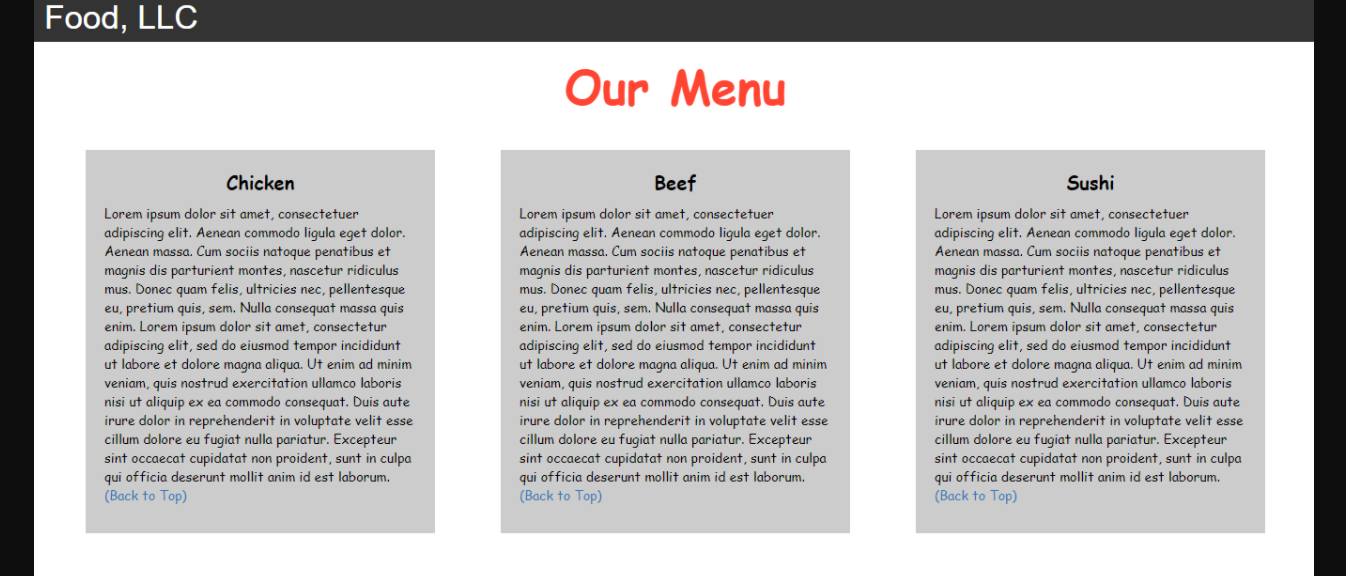 Food, LLC
Our Menu
Chicken
Lorem ipsum dolor sit amet, consectetuer
adipiscing elit. Aenean commodo ligula eget dolor.
Aenean massa. Cum sociis natoque penatibus et
magnis dis parturient montes, nascetur ridiculus
mus. Donec quam felis, ultricies nec, pellentesque
eu, pretium quis, sem. Nulla consequat massa quis
enim. Lorem ipsum dolor sit amet, consectetur
adipiscing elit, sed do eiusmod tempor incididunt
ut labore et dolore magna aliqua. Ut enim ad minim
veniam, quis nostrud exercitation ullamco laboris
nisi ut aliquip ex ea commodo consequat. Duis aute
irure dolor in reprehenderit in voluptate velit esse
cillum dolore eu fugiat nulla pariatur. Excepteur
sint occaecat cupidatat non proident, sunt in culpa
qui officia deserunt mollit anim id est laborum.
(Back to Top)
Beef
Lorem ipsum dolor sit amet, consectetuer
adipiscing elit. Aenean commodo ligula eget dolor.
Aenean massa. Cum sociis natoque penatibus et
magnis dis parturient montes, nascetur ridiculus
mus. Donec quam felis, ultricies nec, pellentesque
eu, pretium quis, sem. Nulla consequat massa quis
enim. Lorem ipsum dolor sit amet, consectetur
adipiscing elit, sed do eiusmod tempor incididunt
ut labore et dolore magna aliqua. Ut enim ad minim
veniam, quis nostrud exercitation ullamco laboris
nisi ut aliquip ex ea commodo consequat. Duis aute
irure dolor in reprehenderit in voluptate velit esse
cillum dolore eu fugiat nulla pariatur. Excepteur
sint occaecat cupidatat non proident, sunt in culpa
qui officia deserunt mollit anim id est laborum.
(Back to Top)
Sushi
Lorem ipsum dolor sit amet, consectetuer
adipiscing elit. Aenean commodo ligula eget dolor.
Aenean massa. Cum sociis natoque penatibus et
magnis dis parturient montes, nascetur ridiculus
mus. Donec quam felis, ultricies nec, pellentesque
eu, pretium quis, sem. Nulla consequat massa quis
enim. Lorem ipsum dolor sit amet, consectetur
adipiscing elit, sed do eiusmod tempor incididunt
ut labore et dolore magna aliqua. Ut enim ad minim
veniam, quis nostrud exercitation ullamco laboris
nisi ut aliquip ex ea commodo consequat. Duis aute
irure dolor in reprehenderit in voluptate velit esse
cillum dolore eu fugiat nulla pariatur. Excepteur
sint occaecat cupidatat non proident, sunt in culpa
qui officia deserunt mollit anim id est laborum.
(Back to Top)